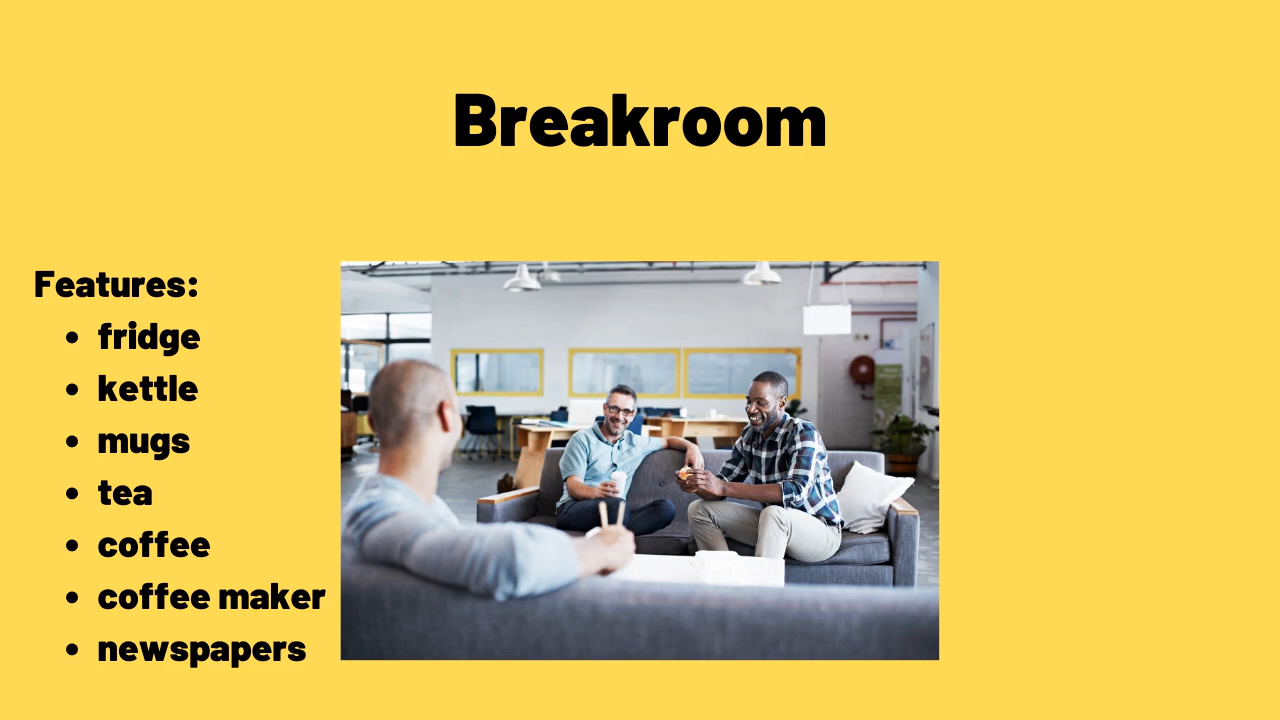 Breakroom
Features:
• fridge
• kettle
• mugs
• tea
• coffee
• coffee maker
• newspapers